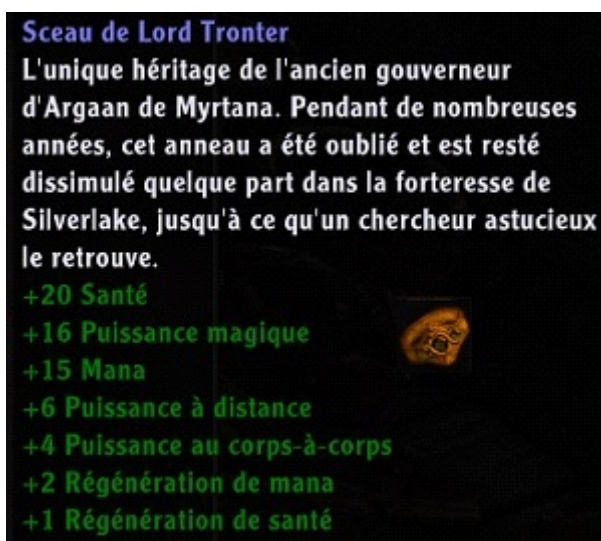 Sceau de Lord Tronter
L'unique héritage de l'ancien gouverneur
d'Argaan de Myrtana. Pendant de nombreuses
années, cet anneau a été oublié et est resté
dissimulé quelque part dans la forteresse de
Silverlake, jusqu'à ce qu'un chercheur astucieux
le retrouve.
+20 Santé
+16 Puissance magique
+15 Mana
+6 Puissance à distance
+4 Puissance au corps-à-corps
+2 Régénération de mana
+1 Régénération de santé